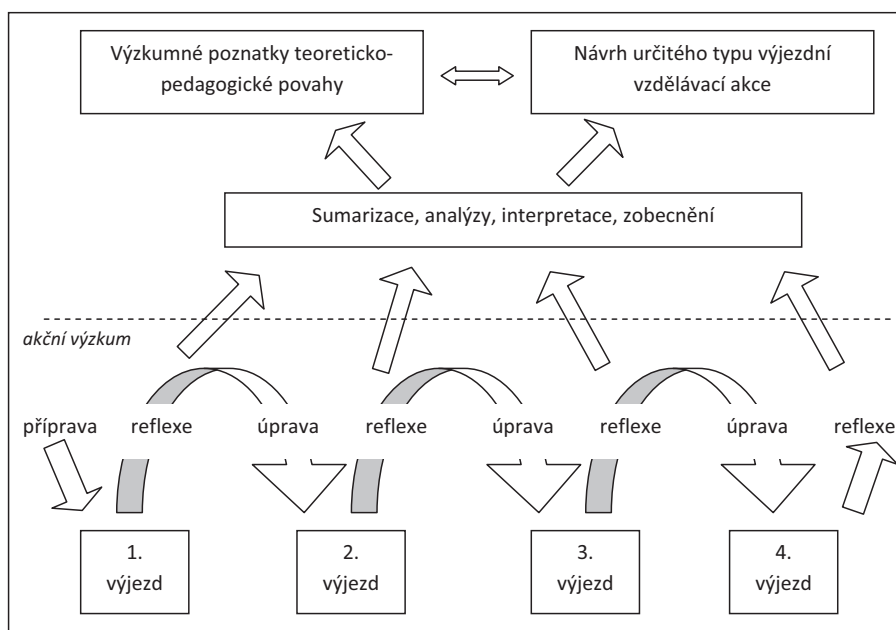 Výzkumné poznatky teoreticko-
pedagogické povahy
Návrh určitého typu výjezdní
vzdělávací akce
Sumarizace, analýzy, interpretace, zobecnění
akční výzkum
příprava
reflexe
úprava
reflexe
úprava
reflexe
úprava
reflexe
1.
výjezd
2.
výjezd
3.
výjezd
4.
výjezd